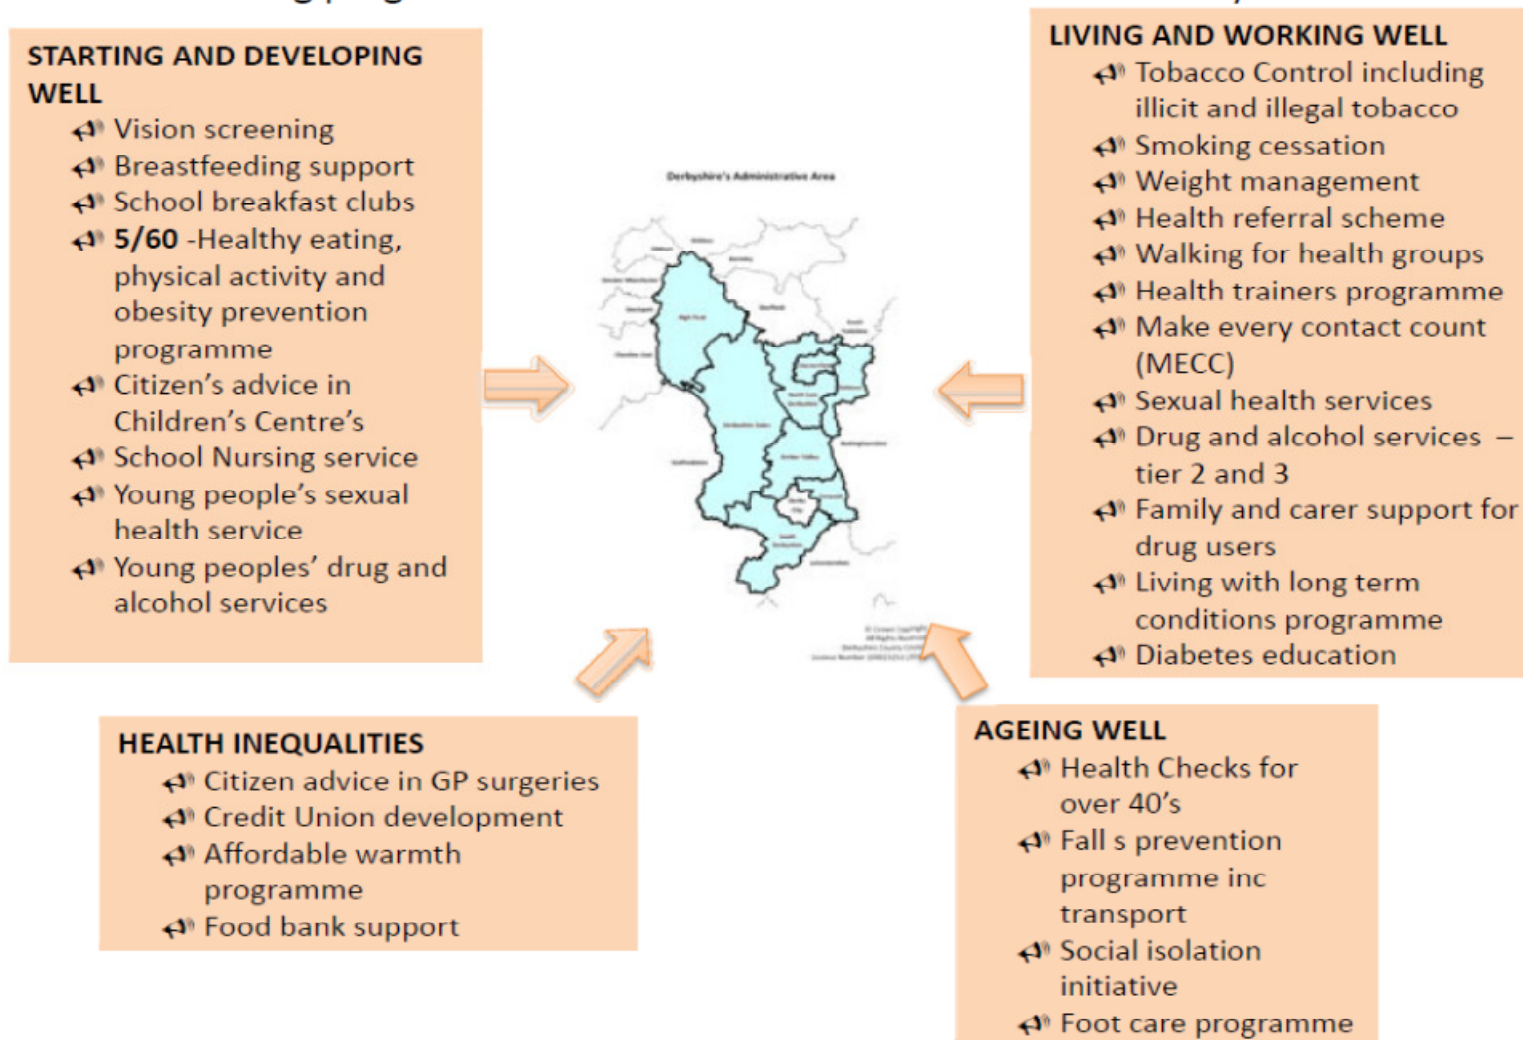 STARTING AND DEVELOPING
WELL
Vision screening
Breastfeeding support
School breakfast clubs
5/60 -Healthy eating,
physical activity and
obesity prevention
programme
Citizen's advice in
Children's Centre's
School Nursing service
Young people's sexual
health service
Young peoples' drug and
alcohol services
Derbyshire's Administrative Area
LIVING AND WORKING WELL
Tobacco Control including
illicit and illegal tobacco
Smoking cessation
Weight management
Health referral scheme
Walking for health groups
Health trainers programme
Make every contact count
(MECC)
Sexual health services
Drug and alcohol services –
tier 2 and 3
Family and carer support for
drug users
Living with long term
conditions programme
Diabetes education
HEALTH INEQUALITIES
Citizen advice in GP surgeries
Credit Union development
Affordable warmth
programme
Food bank support
AGEING WELL
Health Checks for
over 40's
Fall s prevention
programme inc
transport
Social isolation
initiative
Foot care programme